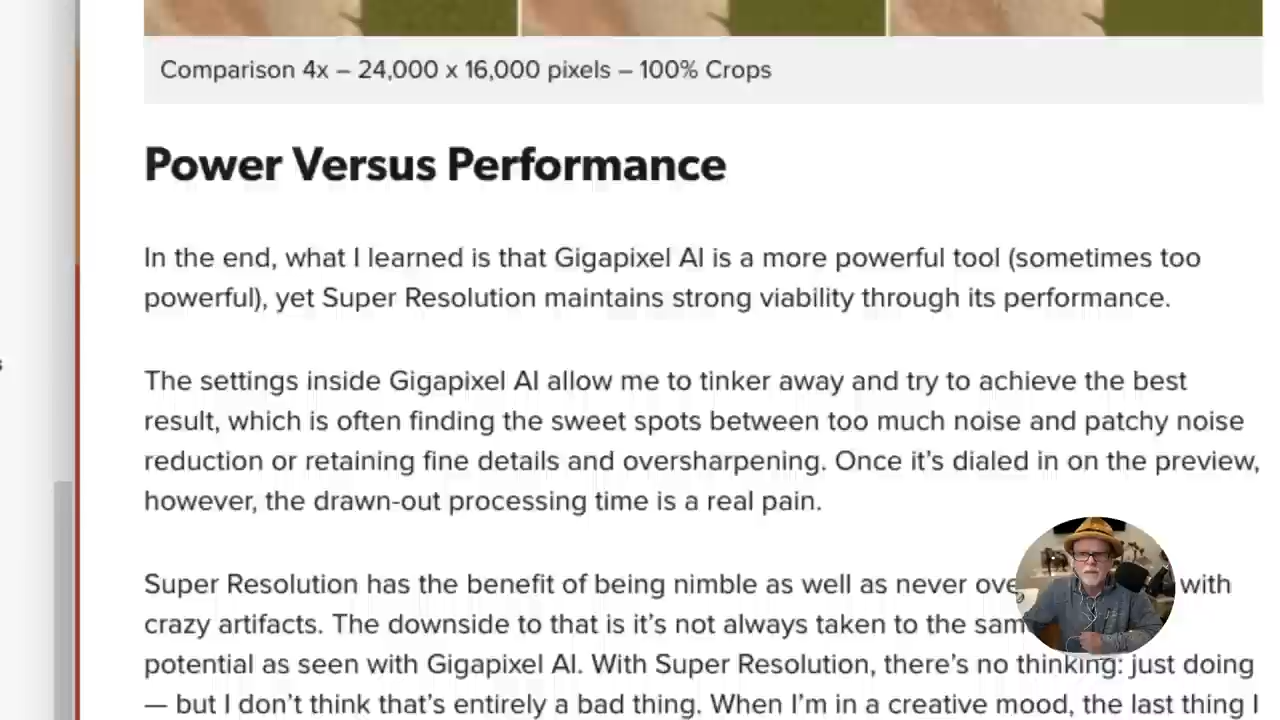 Comparison 4x – 24,000 x 16,000 pixels – 100% Crops
Power Versus Performance
In the end, what I learned is that Gigapixel AI is a more powerful tool (sometimes too
powerful), yet Super Resolution maintains strong viability through its performance.
The settings inside Gigapixel AI allow me to tinker away and try to achieve the best
result, which is often finding the sweet spots between too much noise and patchy noise
reduction or retaining fine details and oversharpening. Once it's dialed in on the preview,
however, the drawn-out processing time is a real pain.
Super Resolution has the benefit of being nimble as well as never with
crazy artifacts. The downside to that is it's not always taken to the
potential as seen with Gigapixel AI. With Super Resolution, there's no thinking: just doing
— but I don't think that's entirely a bad thing. When I'm in a creative mood, the last thing I